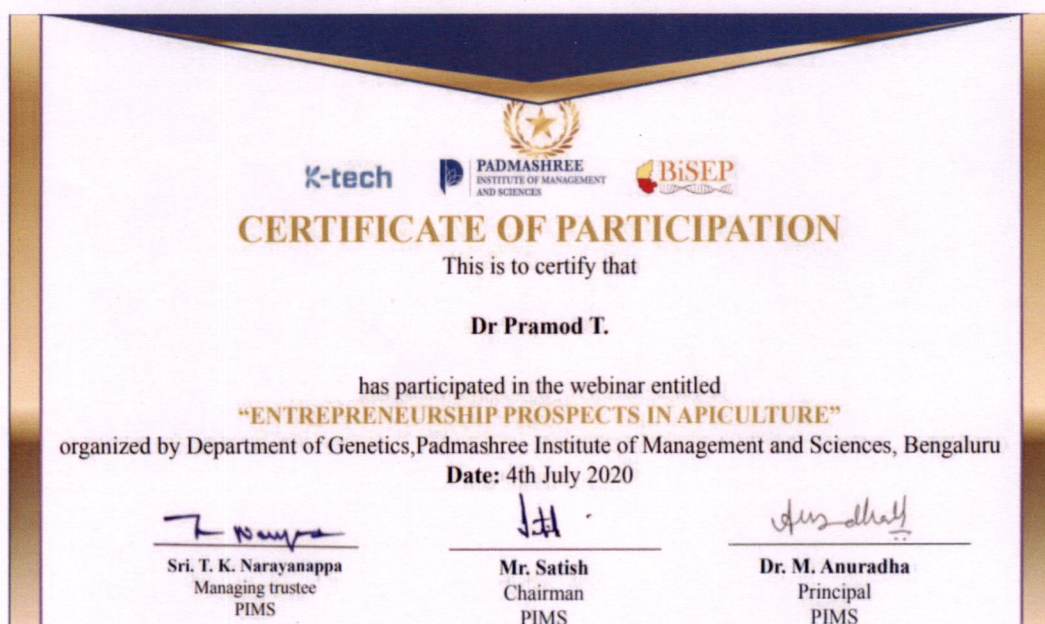 K-tech
PADMASHREE
INSTITUTE OF MANAGEMENT
AND SCIENCES
BiSEP
CERTIFICATE OF PARTICIPATION
This is to certify that
Dr Pramod T.
has participated in the webinar entitled
“ENTREPRENEURSHIP PROSPECTS IN APICULTURE”
organized by Department of Genetics,Padmashree Institute of Management and Sciences, Bengaluru
Date: 4th July 2020
Sri. T. K. Narayanappa
Managing trustee
PIMS
Mr. Satish
Chairman
PIMS
Dr. M. Anuradha
Principal
PIMS